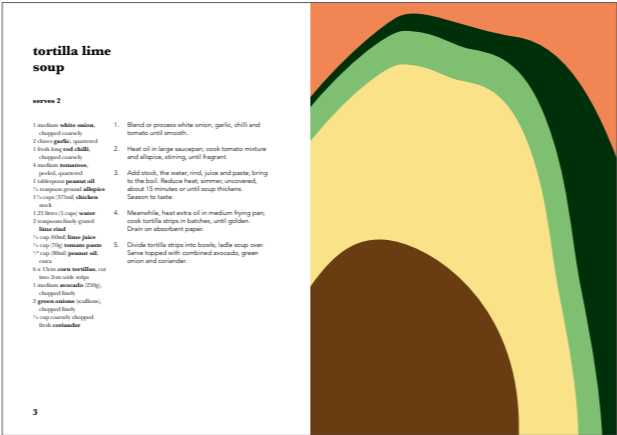 tortilla lime
soup
serves 2
1 medium white onion,
chopped coarsely
2 cloves garlic, quartered
1 fresh long red chilli,
chopped coarsely
4 medium tomatoes,
peeled, quartered
1 tablespoon peanut oil
¼ teaspoon ground allspice
1½ cups (375ml) chicken
stock
1.25 litres (5 cups) water
2 teaspoons finely grated
lime rind
¼ cup (60ml) lime juice
¼ cup (70g) tomato paste
cup (80ml) peanut oil,
extra
6 x 15cm corn tortillas, cut
into 2cm wide strips
1 medium avocado (250g),
chopped finely
2 green onions (scallions),
chopped finely
¼ cup coarsely chopped
fresh coriander
1. Blend or process white onion, garlic, chilli and
tomato until smooth.
2. Heat oil in large saucepan; cook tomato mixture
and allspice, stirring, until fragrant.
3. Add stock, the water, rind, juice and paste; bring
to the boil. Reduce heat; simmer, uncovered,
about 15 minutes or until soup thickens.
Season to taste.
4. Meanwhile, heat extra oil in medium frying pan;
cook tortilla strips in batches, until golden.
Drain on absorbent paper.
5. Divide tortilla strips into bowls; ladle soup over.
Serve topped with combined avocado, green
onion and coriander.
3